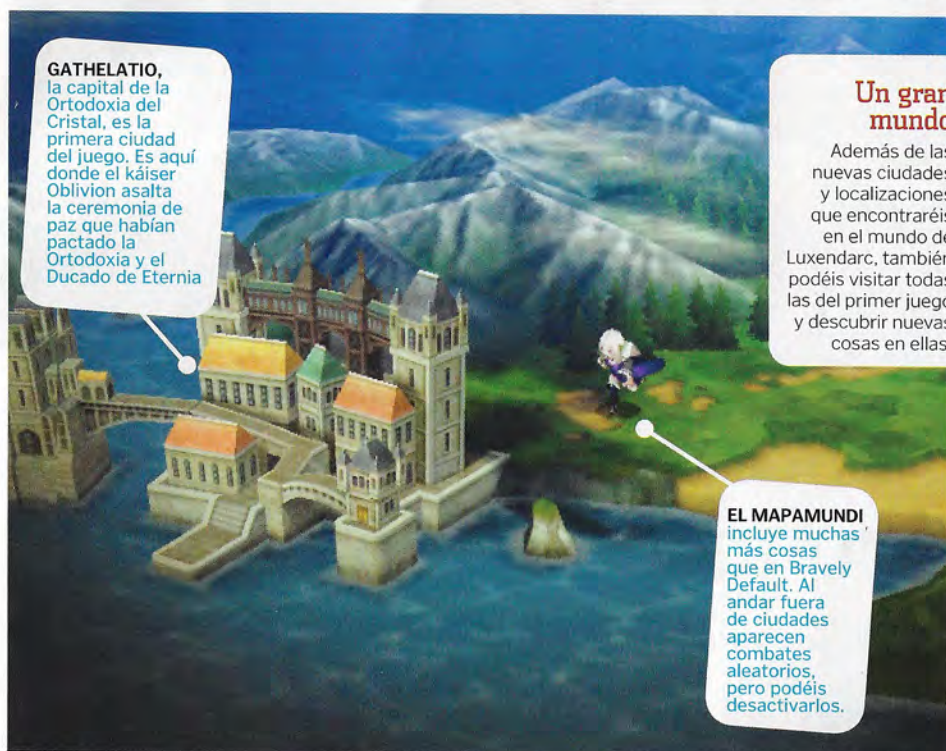 GATHELATIO,
la capital de la
Ortodoxia del
Cristal, es la
primera ciudad
del juego. Es aquí
donde el káiser
Oblivion asalta
la ceremonia de
paz que habían
pactado la
Ortodoxia y el
Ducado de Eternia
Un gran
mundo
Además de las
nuevas ciudades
y localizaciones
que encontraréis
en el mundo de
Luxendarc, también
podéis visitar todas
las del primer juego
y descubrir nuevas
cosas en ellas
EL MAPAMUNDI
incluye muchas
más cosas
que en Bravely
Default. Al
andar fuera
de ciudades
aparecen
combates
aleatorios,
pero podéis
desactivarlos.